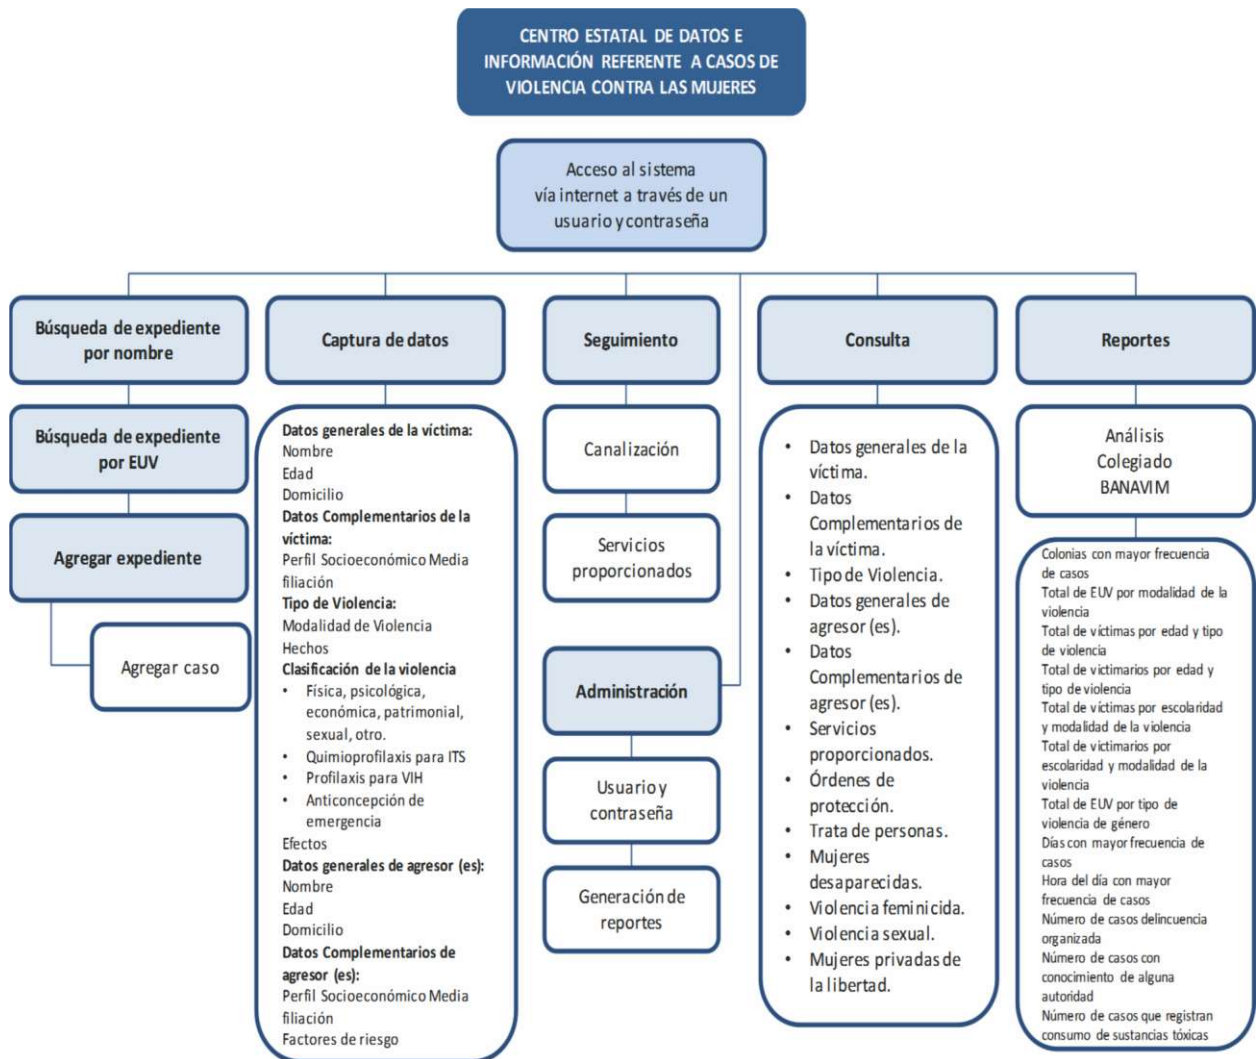 CENTRO ESTATAL DE DATOS E
INFORMACIÓN REFERENTE A CASOS DE
VIOLENCIA CONTRA LAS MUJERES
Acceso al sistema
vía internet a través de un
usuario y contraseña
Búsqueda de expediente
por nombre
Búsqueda de expediente
por EUV
Agregar expediente
Agregar caso
Captura de datos
Datos generales de la víctima:
Nombre
Edad
Domicilio
Datos Complementarios de la
víctima:
Perfil Socioeconómico Media
filiación
Tipo de Violencia:
Modalidad de Violencia
Hechos
Clasificación de la violencia
• Física, psicológica,
económica, patrimonial,
sexual, otro.
• Quimioprofilaxis para ITS
• Profilaxis para VIH
• Anticoncepción de
emergencia
Efectos
Datos generales de agresor (es):
Nombre
Edad
Domicilio
Datos Complementarios de
agresor (es):
Perfil Socioeconómico Media
filiación
Factores de riesgo
Seguimiento
Canalización
Servicios
proporcionados
Administración
Usuario y
contraseña
Generación de
reportes
Consulta
• Datos generales de la
víctima.
• Datos
Complementarios de
la víctima.
• Tipo de Violencia.
• Datos generales de
agresor (es).
• Datos
Complementarios de
agresor (es).
• Servicios
proporcionados.
• Órdenes de
protección.
• Trata de personas.
• Mujeres
desaparecidas.
• Violencia feminicida.
• Violencia sexual.
• Mujeres privadas de
la libertad.
Reportes
Análisis
Colegiado
BANAVIM
Colonias con mayor frecuencia
de casos
Total de EUV por modalidad de la
violencia
Total de víctimas por edad y tipo
de violencia
Total de victimarios por edad y
tipo de violencia
Total de víctimas por escolaridad
y modalidad de la violencia
Total de victimarios por
escolaridad y modalidad de la
violencia
Total de EUV por tipo de
violencia de género
Días con mayor frecuencia de
casos
Hora del día con mayor
frecuencia de casos
Número de casos delincuencia
organizada
Número de casos con
conocimiento de alguna
autoridad
Número de casos que registran
consumo de sustancias tóxicas